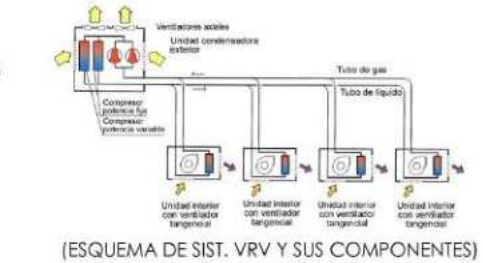 Ventiladores axiales
Unidad condensadora
exterior
Tubo de gas
Tubo de líquido
Compresor
potencia fija
Compresor
potencia variable
Unidad interior
con ventilador
tangencial
Unidad interior
con ventilador
tangencial
Unidad interior
con ventilador
tangencial
Unidad interior
con ventilador
tangencial
(ESQUEMA DE SIST. VRV Y SUS COMPONENTES)